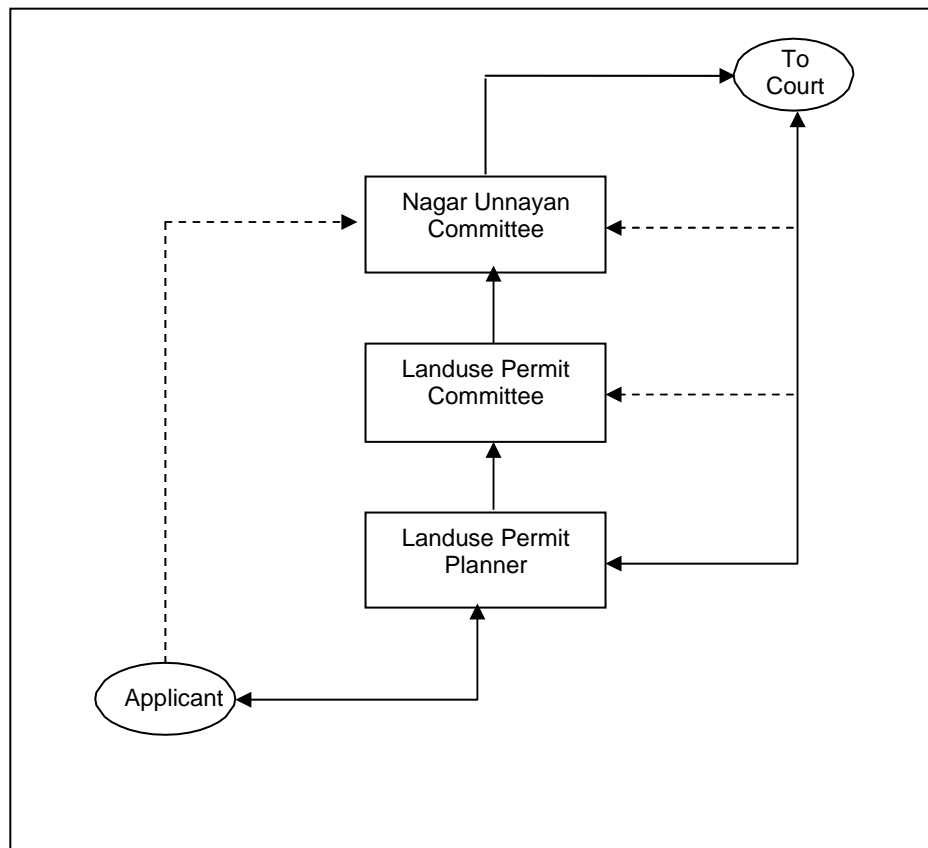 To
Court
Nagar Unnayan
Committee
Landuse Permit
Committee
Landuse Permit
Planner
Applicant